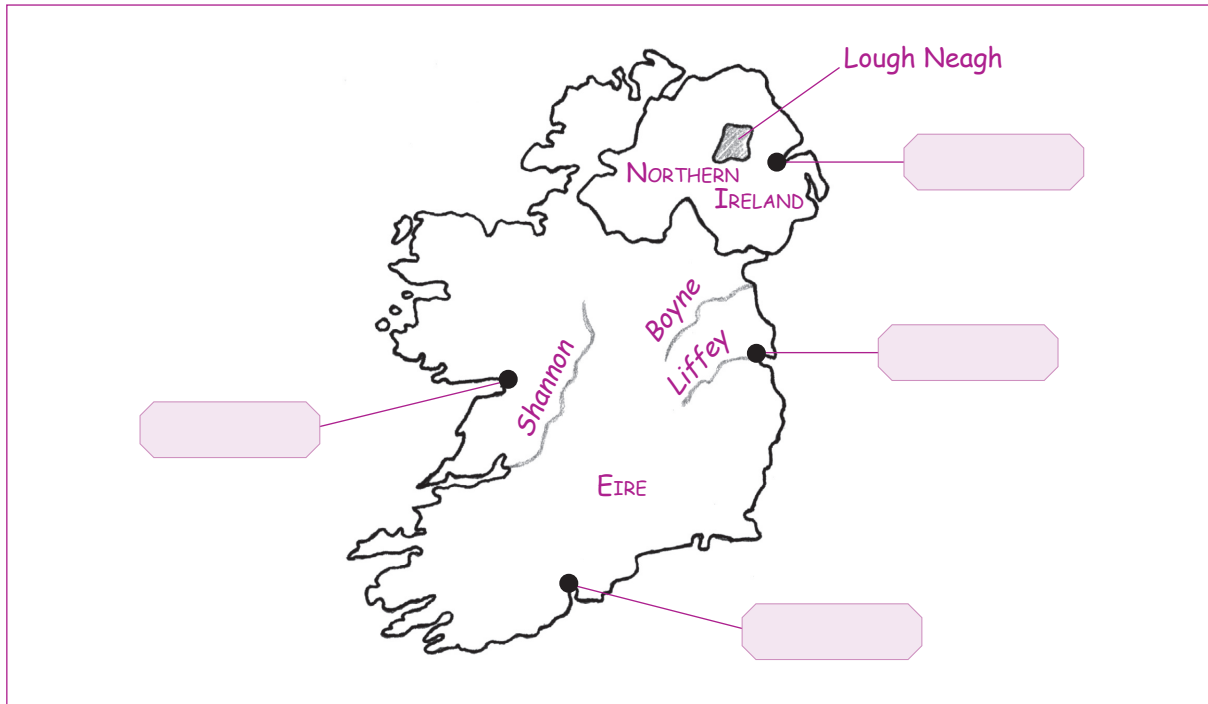 Lough Neagh
Northern
Ireland
Boyne
Liffey
Shannon
Eire